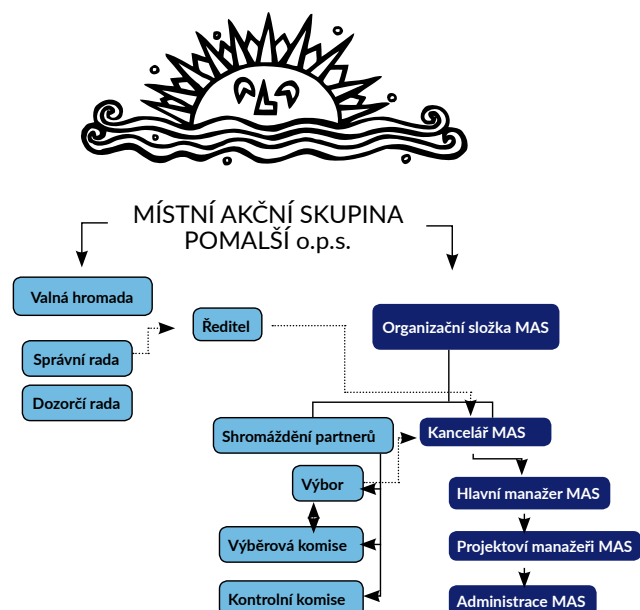 MÍSTNÍ AKČNÍ SKUPINA
POMALŠÍ o.p.s.
Valná hromada
Ředitel
Organizační složka MAS
Správní rada
Dozorčí rada
Shromáždění partnerů
Kancelář MAS
Výbor
Hlavní manažer MAS
Výběrová komise
Projektoví manažeři MAS
Kontrolní komise
Administrace MAS